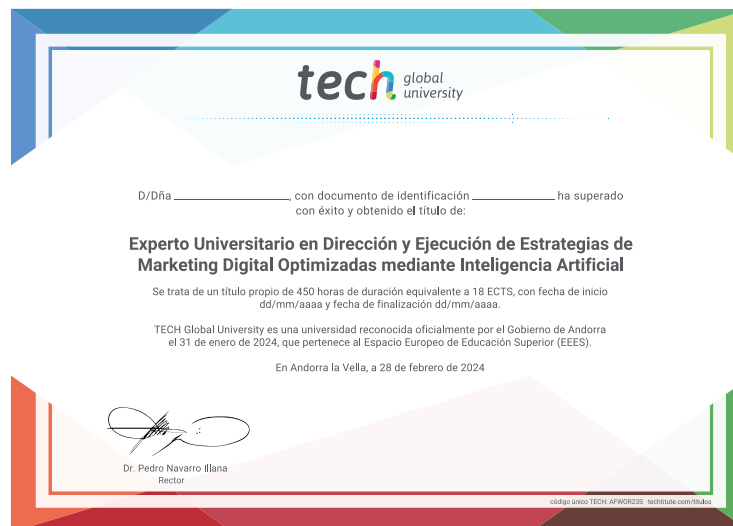 tech global university
D/Dña ______________, con documento de identificación ______________ ha superado
con éxito y obtenido el título de:
Experto Universitario en Dirección y Ejecución de Estrategias de
Marketing Digital Optimizadas mediante Inteligencia Artificial
Se trata de un título propio de 450 horas de duración equivalente a 18 ECTS, con fecha de inicio
dd/mm/aaaa y fecha de finalización dd/mm/aaaa.
TECH Global University es una universidad reconocida oficialmente por el Gobierno de Andorra
el 31 de enero de 2024, que pertenece al Espacio Europeo de Educación Superior (EEES).
En Andorra la Vella, a 28 de febrero de 2024
Dr. Pedro Navarro Illana
Rector
código único TECH: AFWOR23S techtitute.com/titulos